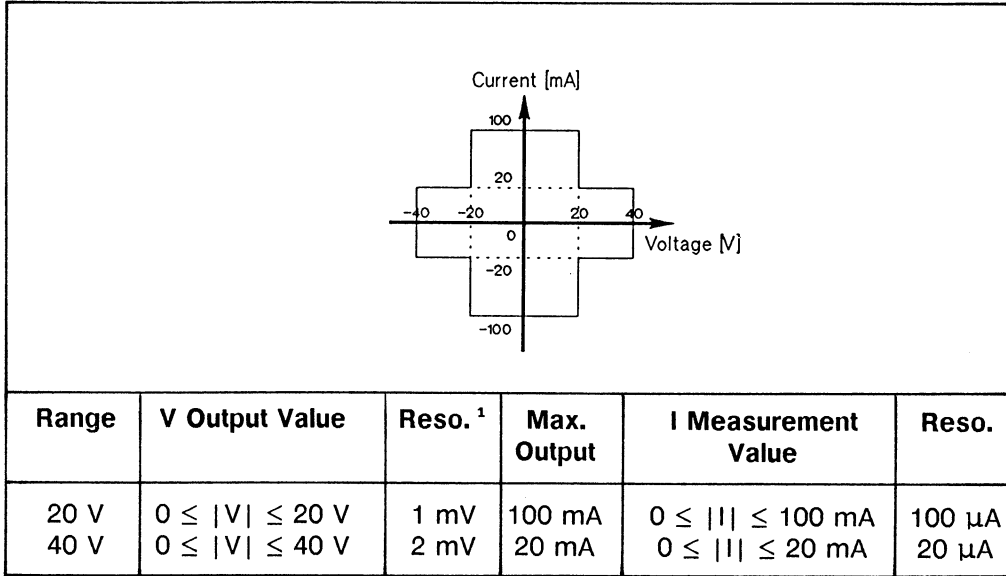 Current [mA]
100
20
-40 -20 20 40
0
Voltage [V]
-20
-100
Range V Output Value Reso. ¹ Max. Output I Measurement Value Reso.
20 V 0 ≤ |V| ≤ 20 V 1 mV 100 mA 0 ≤ |I| ≤ 100 mA 100 µA
40 V 0 ≤ |V| ≤ 40 V 2 mV 20 mA 0 ≤ |I| ≤ 20 mA 20 µA